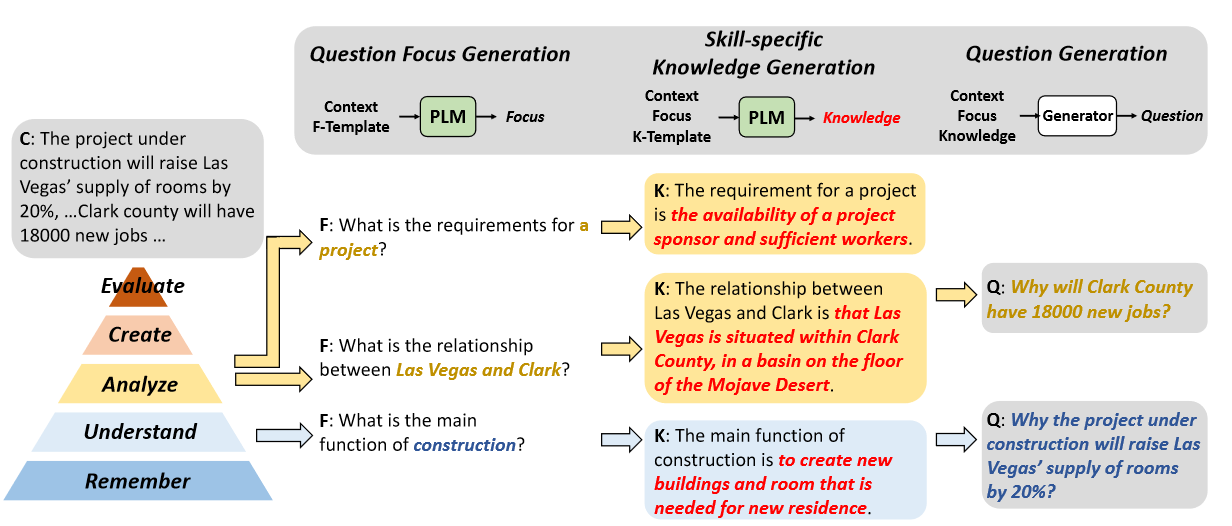 Question Focus Generation
Context
F-Template
PLM
Focus
Skill-specific
Knowledge Generation
Context
Focus
K-Template
PLM
Knowledge
Question Generation
Context
Focus
Knowledge
Generator
Question
C: The project under
construction will raise Las
Vegas’ supply of rooms by
20%, …Clark county will have
18000 new jobs …
Evaluate
Create
Analyze
Understand
Remember
F: What is the requirements for a
project?
F: What is the relationship
between Las Vegas and Clark?
F: What is the main
function of construction?
K: The requirement for a project
is the availability of a project
sponsor and sufficient workers.
K: The relationship between
Las Vegas and Clark is that Las
Vegas is situated within Clark
County, in a basin on the floor
of the Mojave Desert.
K: The main function of
construction is to create new
buildings and room that is
needed for new residence.
Q: Why will Clark County
have 18000 new jobs?
Q: Why the project under
construction will raise Las
Vegas’ supply of rooms
by 20%?